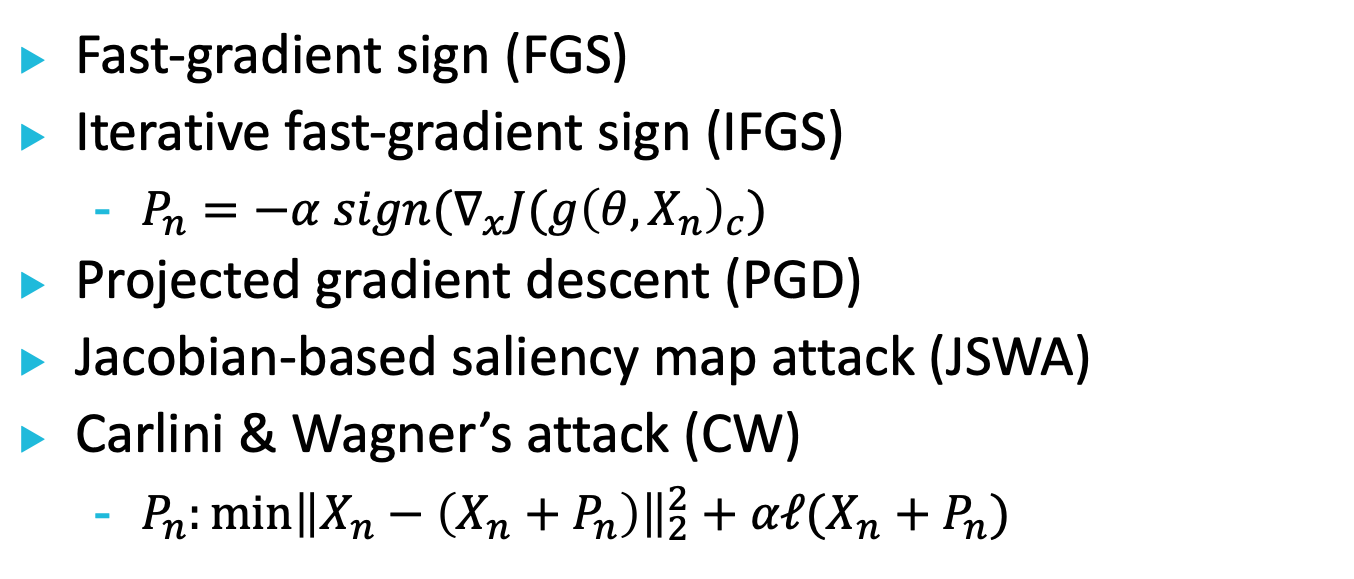 ▶ Fast-gradient sign (FGS)
▶ Iterative fast-gradient sign (IFGS)
- Pₙ = −α sign(∇ₓJ(g(θ, Xₙ)_c)
▶ Projected gradient descent (PGD)
▶ Jacobian-based saliency map attack (JSWA)
▶ Carlini & Wagner’s attack (CW)
- Pₙ: min‖Xₙ − (Xₙ + Pₙ)‖₂² + αℓ(Xₙ + Pₙ)